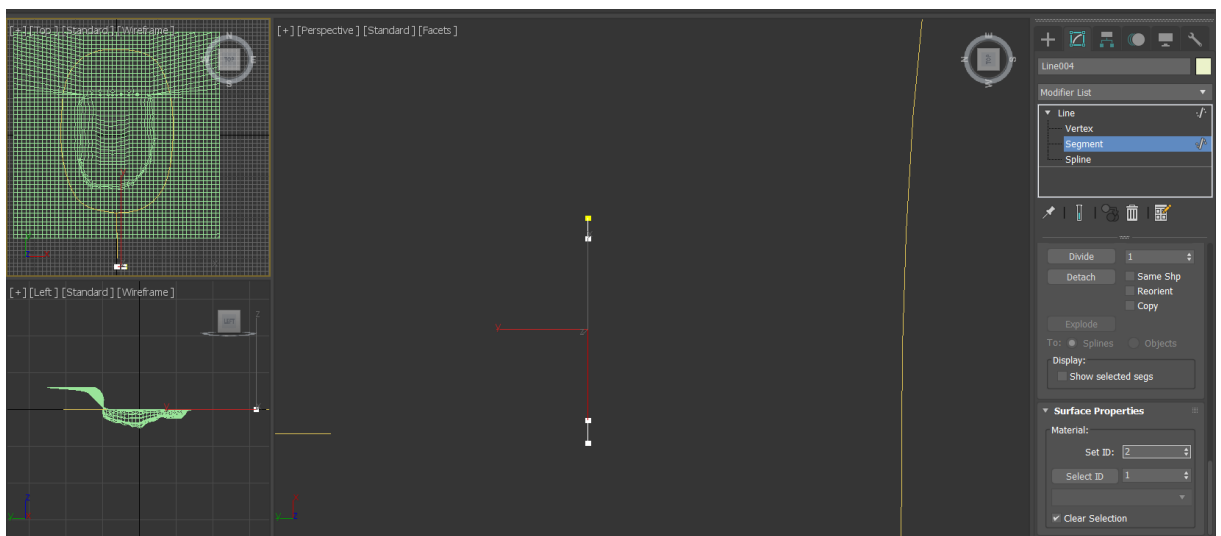 [+] [Top] [Standard] [Wireframe]
N
E
S
TOP
[+] [Left] [Standard] [Wireframe]
LEFT
Z
[+] [Perspective] [Standard] [Facets]
W
N
S
W
Line004
Modifier List
Line
Vertex
Segment
Spline
Divide
1
Detach
Same Shp
Reorient
Copy
Explode
To:
Splines
Objects
Display:
Show selected segs
Surface Properties
Material:
Set ID:
2
Select ID
1
Clear Selection